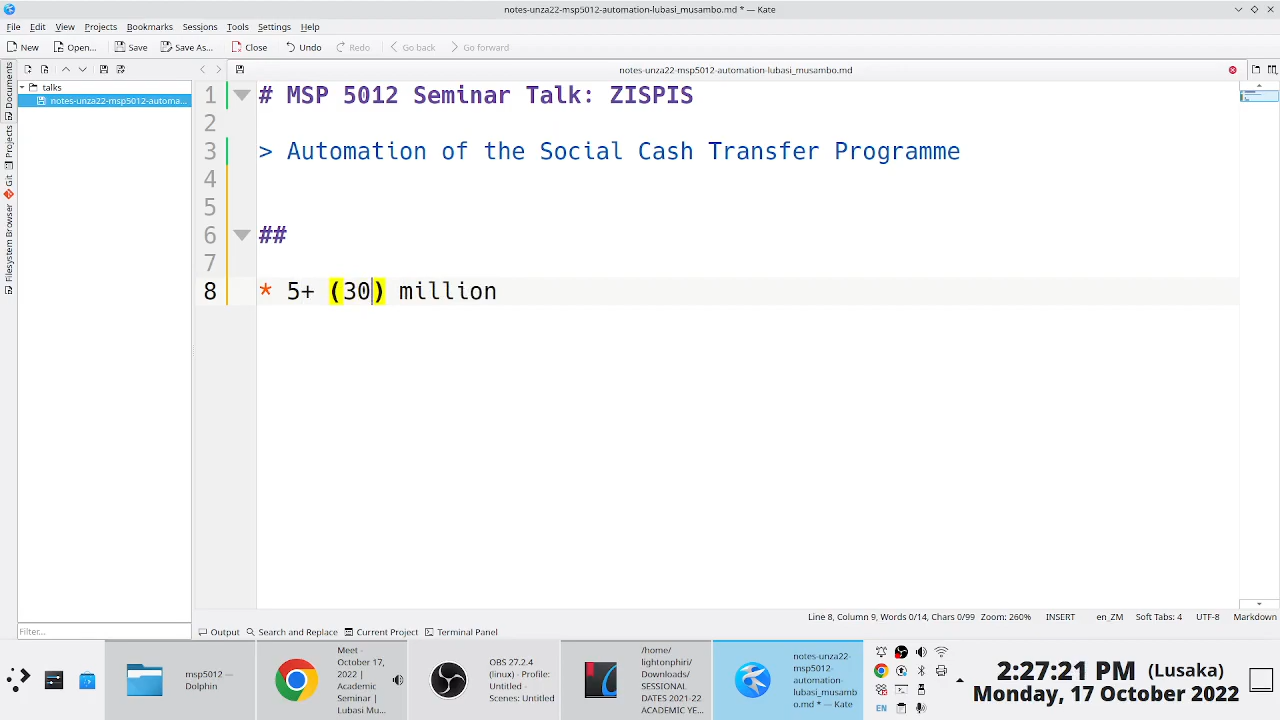 notes-unza22-msp5012-automation-lubasi_musambo.md * — Kate
File Edit View Projects Bookmarks Sessions Tools Settings Help
New Open... Save Save As... Close Undo Redo Go back Go forward
notes-unza22-msp5012-automation-lubasi_musambo.md
Documents
Projects
Git
Filesystem Browser
talks
notes-unza22-msp5012-automa...
1 # MSP 5012 Seminar Talk: ZISPIS
2
3 > Automation of the Social Cash Transfer Programme
4
5
6 ##
7
8 * 5+ (30) million
Line 8, Column 9, Words 0/14, Chars 0/99 Zoom: 260% INSERT en_ZM Soft Tabs: 4 UTF-8 Markdown
Filter...
Output Search and Replace Current Project Terminal Panel
msp5012 —
Dolphin
Meet -
October 17,
2022 |
Academic
Seminar |
Lubasi Mu...
OBS 27.2.4
(linux) - Profile:
Untitled -
Scenes: Untitled
/home/
lightonphiri/
Downloads/
SESSIONAL
DATES 2021-22
ACADEMIC YE...
notes-unza22-
msp5012-
automation-
lubasi_musamb
o.md * — Kate
EN
2:27:21 PM (Lusaka)
Monday, 17 October 2022